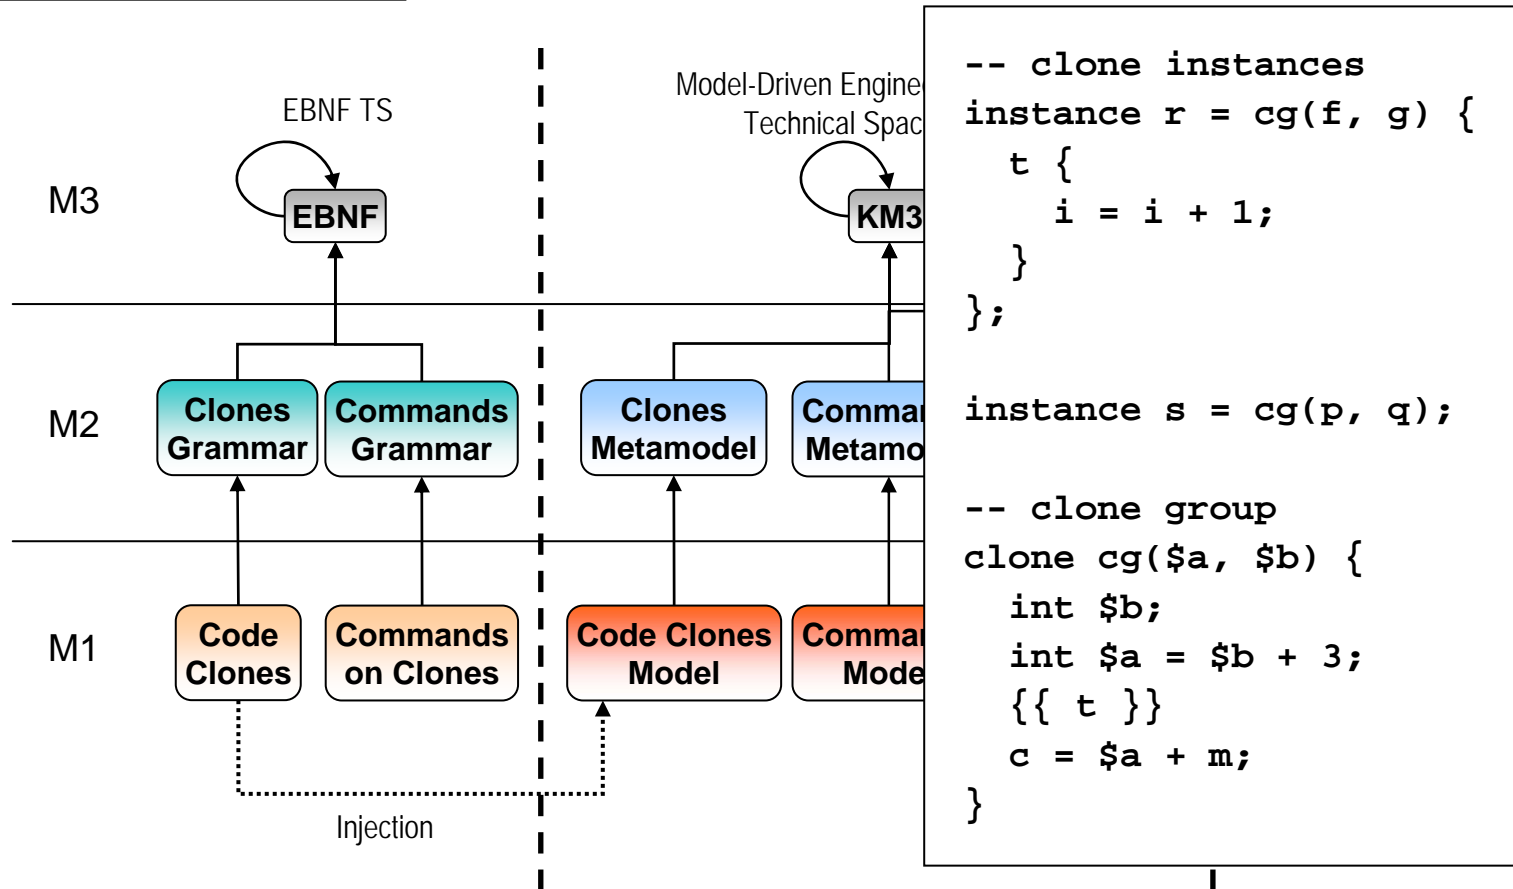 EBNF TS
Model-Driven Enginee
Technical Spac
M3
EBNF
KM3
M2
Clones
Grammar
Commands
Grammar
Clones
Metamodel
Comma
Metamo
M1
Code
Clones
Commands
on Clones
Code Clones
Model
Comma
Mode
Injection
-- clone instances
instance r = cg(f, g) {
  t {
    i = i + 1;
  }
};
instance s = cg(p, q);
-- clone group
clone cg($a, $b) {
  int $b;
  int $a = $b + 3;
  {{ t }}
  c = $a + m;
}